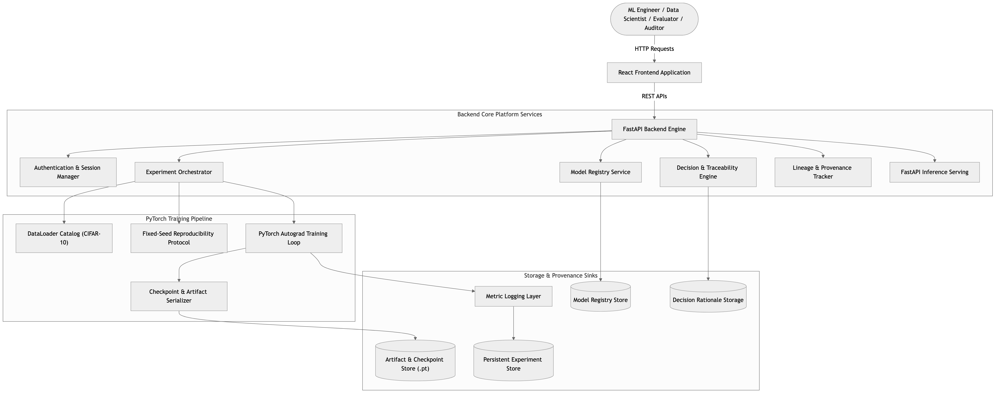 ML Engineer / Data
Scientist / Evaluator /
Auditor
HTTP Requests
React Frontend Application
REST APIs
Backend Core Platform Services
FastAPI Backend Engine
Authentication & Session
Manager
Experiment Orchestrator
Model Registry Service
Decision & Traceability
Engine
Lineage & Provenance
Tracker
FastAPI Inference Serving
PyTorch Training Pipeline
DataLoader Catalog (CIFAR-
10)
Fixed-Seed Reproducibility
Protocol
PyTorch Autograd Training
Loop
Checkpoint & Artifact
Serializer
Storage & Provenance Sinks
Metric Logging Layer
Model Registry Store
Decision Rationale Storage
Artifact & Checkpoint
Store (.pt)
Persistent Experiment
Store